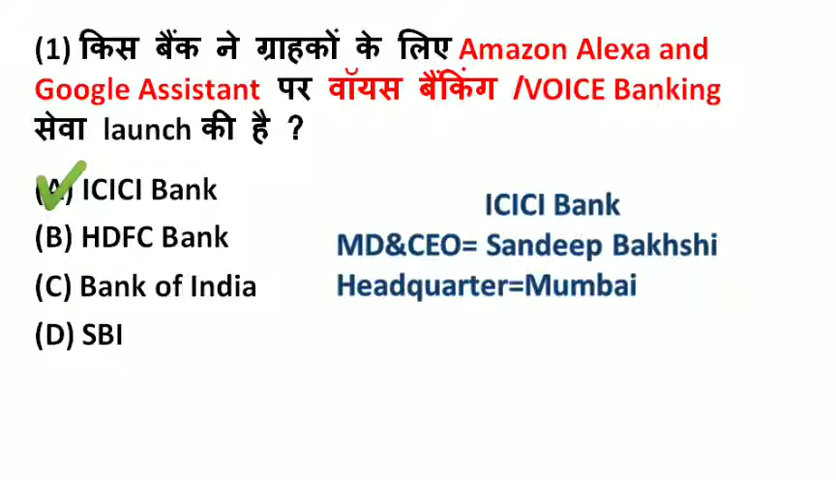 (1) किस बैंक ने ग्राहकों के लिए Amazon Alexa and
Google Assistant पर वॉयस बैंकिंग /VOICE Banking
सेवा launch की है ?
(A) ICICI Bank
(B) HDFC Bank
(C) Bank of India
(D) SBI
ICICI Bank
MD&CEO= Sandeep Bakhshi
Headquarter=Mumbai